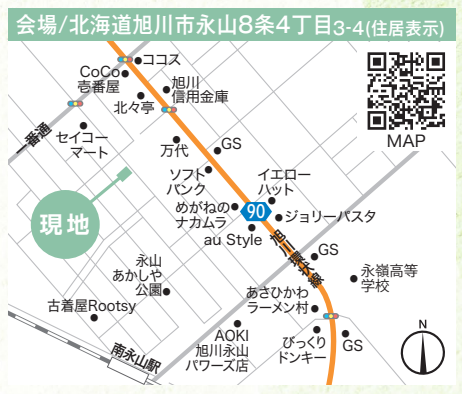 会場/北海道旭川市永山8条4丁目3-4(住居表示)
MAP
ココス
CoCo
壱番屋
旭川
信用金庫
北々亭
一番通
セイコー
マート
万代
GS
ソフト
バンク
イエロー
ハット
めがねの
ナカムラ
90
ジョリーパスタ
現地
au Style
旭川環状線
GS
永山
あかしや
公園
永嶺高等
学校
あさひかわ
ラーメン村
古着屋Rootsy
AOKI
旭川永山
パワーズ店
びっくり
ドンキー
GS
南永山駅
N